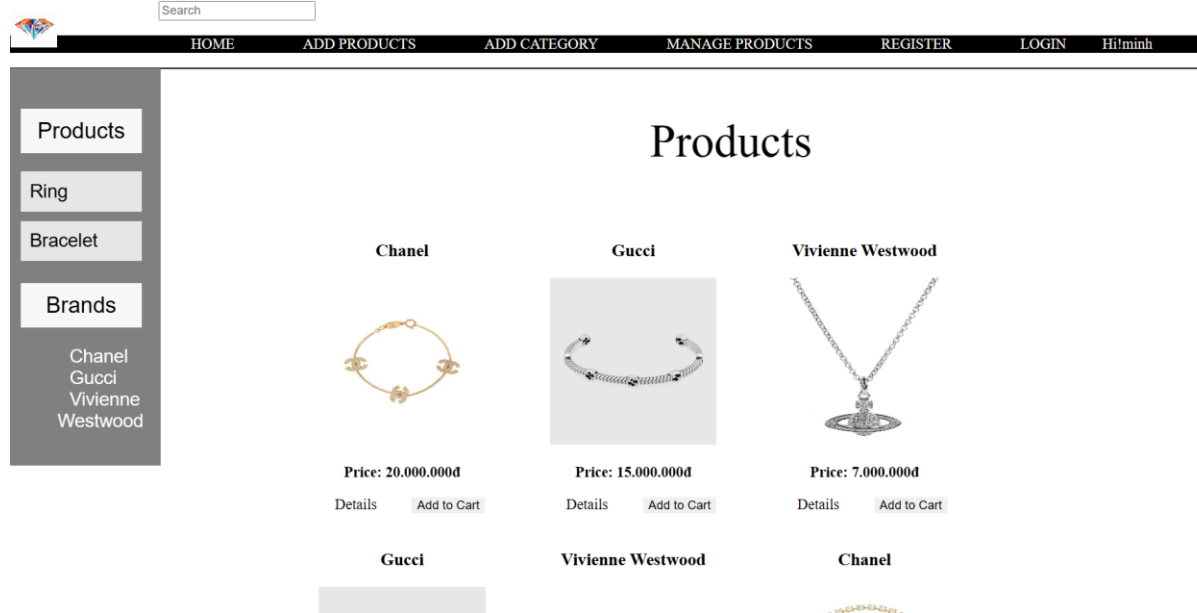 Search
HOME ADD PRODUCTS ADD CATEGORY MANAGE PRODUCTS REGISTER LOGIN Hi!minh
Products
Ring
Bracelet
Brands
Chanel
Gucci
Vivienne
Westwood
Products
Chanel Gucci Vivienne Westwood
Price: 20.000.000đ Price: 15.000.000đ Price: 7.000.000đ
Details Add to Cart Details Add to Cart Details Add to Cart
Gucci Vivienne Westwood Chanel